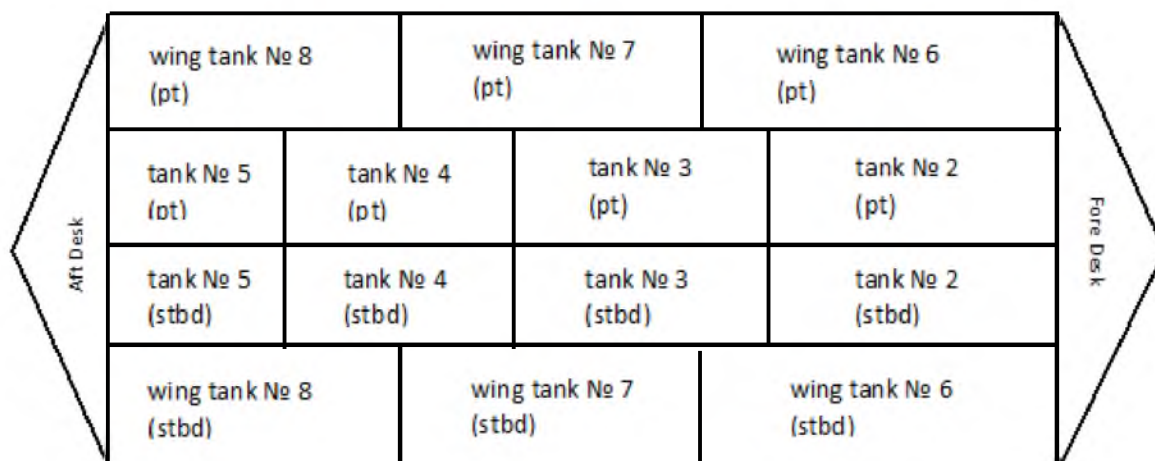 wing tank № 8
(pt)
wing tank № 7
(pt)
wing tank № 6
(pt)
tank № 5
(pt)
tank № 4
(pt)
tank № 3
(pt)
tank № 2
(pt)
Aft Desk
Fore Desk
tank № 5
(stbd)
tank № 4
(stbd)
tank № 3
(stbd)
tank № 2
(stbd)
wing tank № 8
(stbd)
wing tank № 7
(stbd)
wing tank № 6
(stbd)